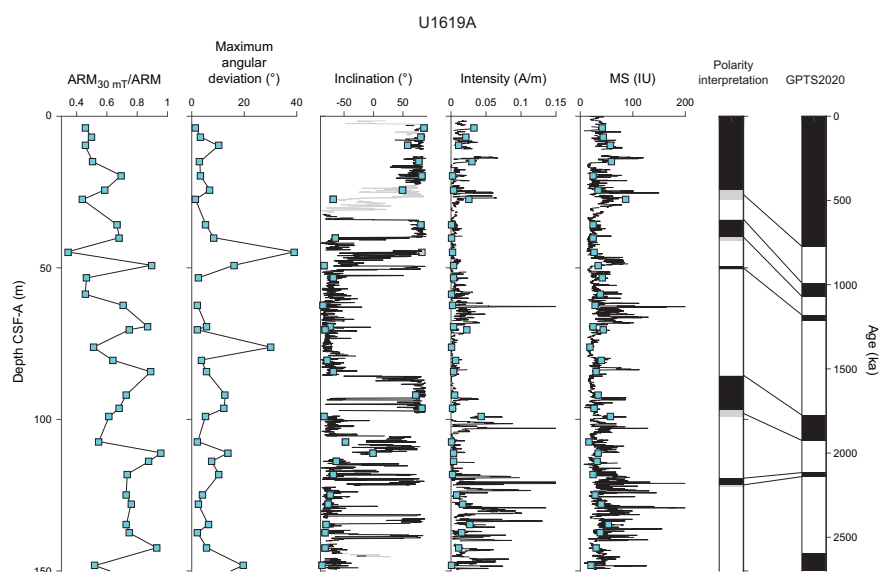 U1619A
Maximum
angular
deviation (°)
ARM30 mT/ARM
Inclination (°)
Intensity (A/m)
MS (IU)
Polarity
interpretation
GPTS2020
0.4 0.6 0.8 1
0 20 40
-50 0 50
0 0.05 0.1 0.15
0 100 200
0
50
100
150
Depth CSF-A (m)
0
500
1000
1500
2000
2500
Age (ka)